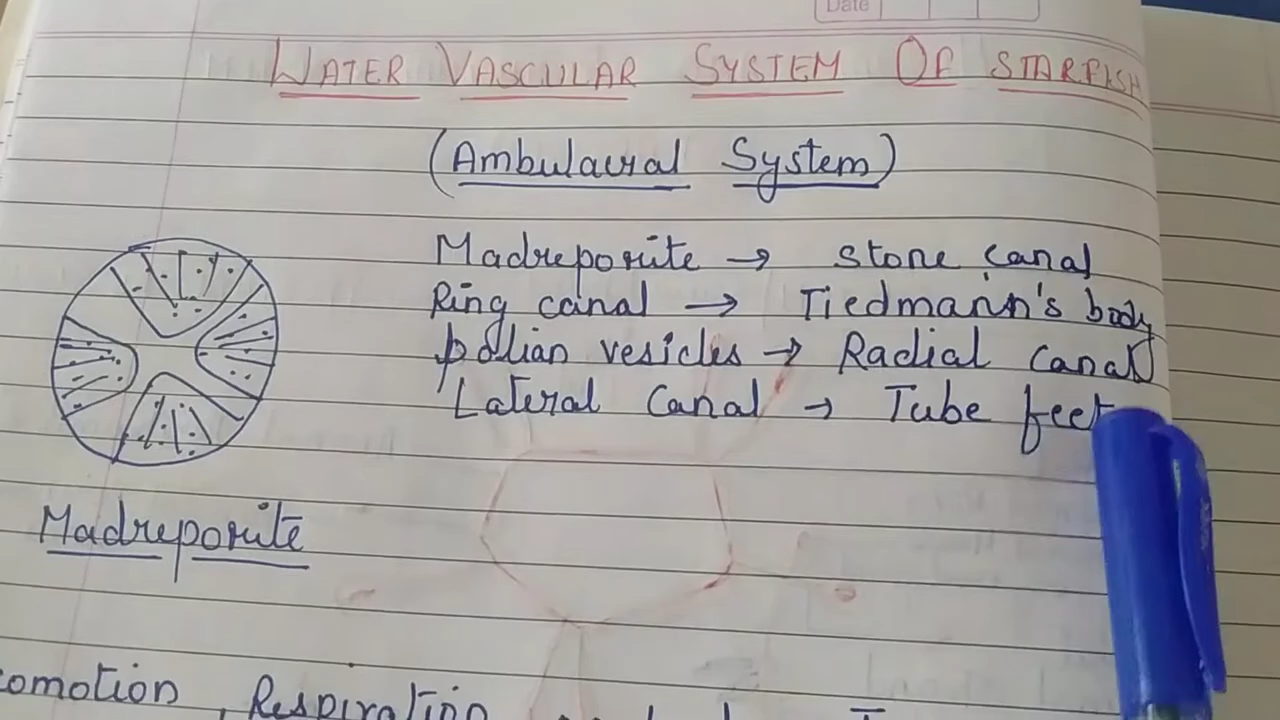 Date
WATER VASCULAR SYSTEM OF STARFISH
(Ambulacral System)
Madreporite → stone canal
Ring canal → Tiedmann's body
polian vesicles → Radial canal
Lateral Canal → Tube feet
Madreporite
comotion, Respiration